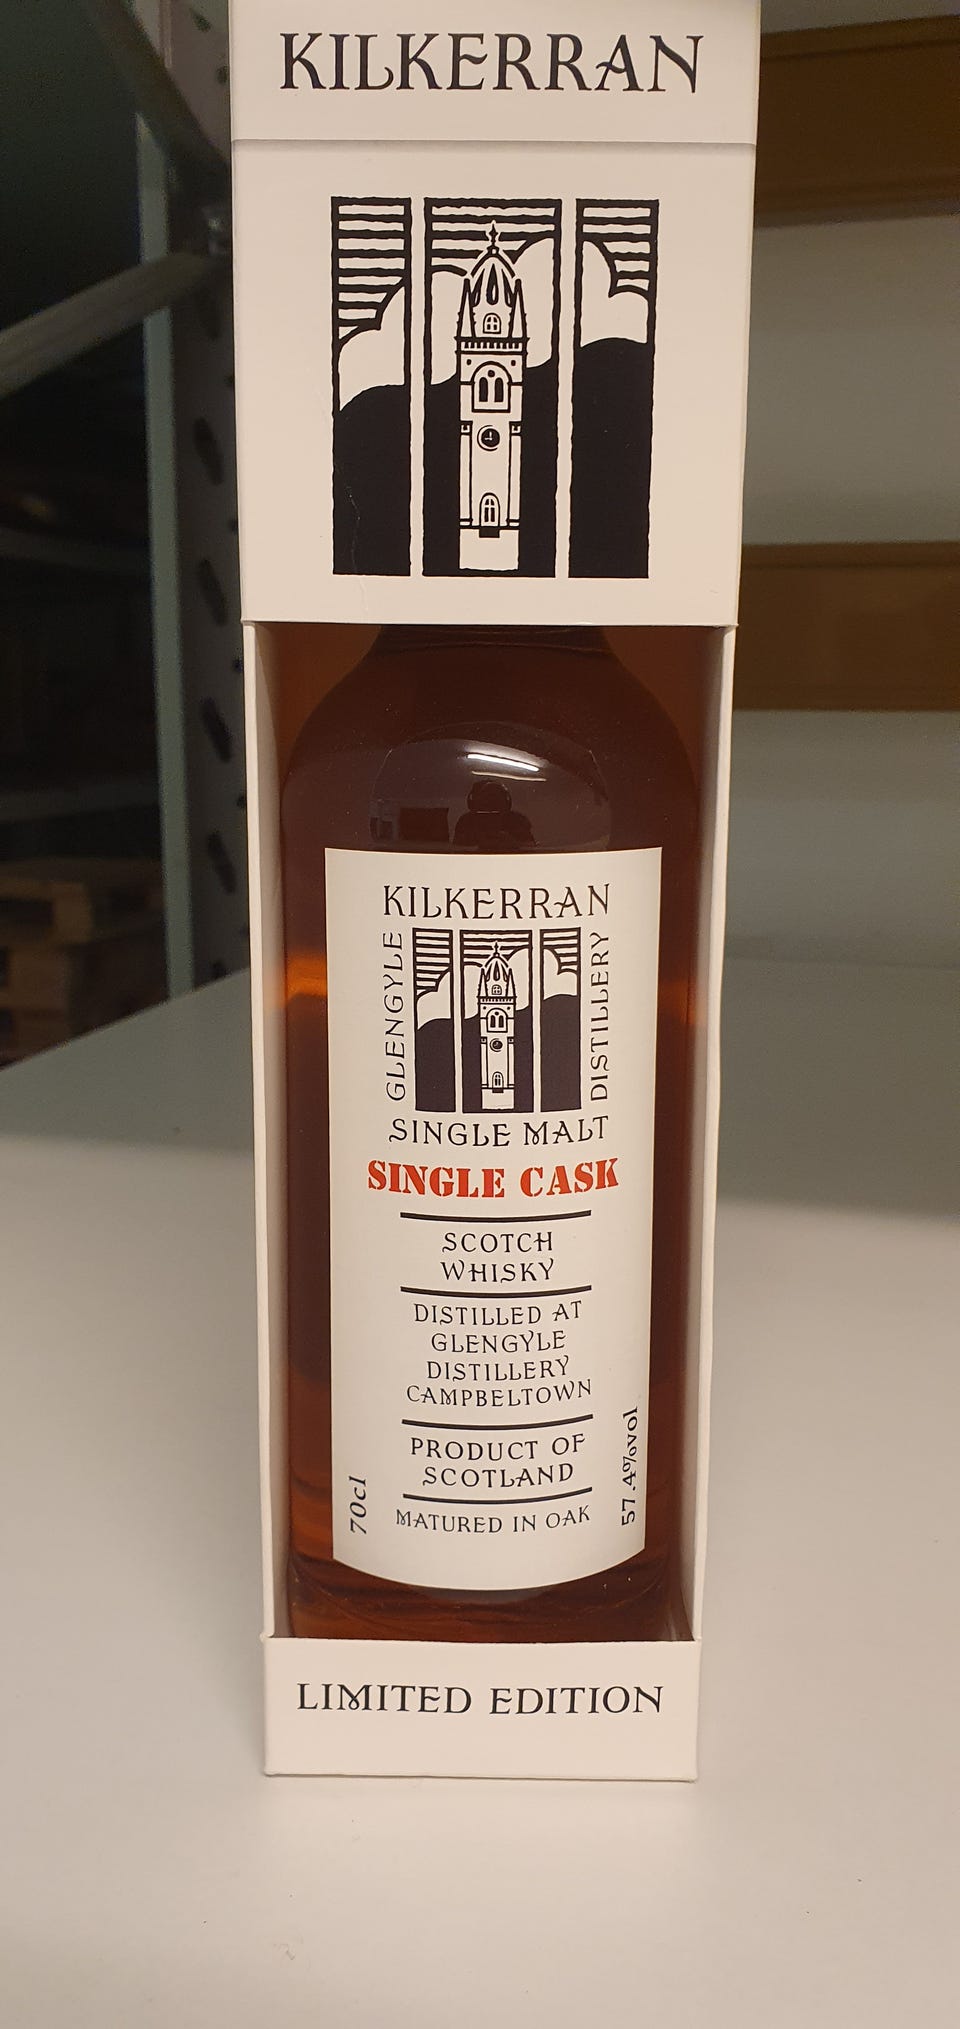 KILKERRAN
KILKERRAN
GLENGYLE
DISTILLERY
SINGLE MALT
SINGLE CASK
SCOTCH
WHISKY
DISTILLED AT
GLENGYLE
DISTILLERY
CAMPBELTOWN
PRODUCT OF
SCOTLAND
MATURED IN OAK
70cl
57.4%vol
LIMITED EDITION